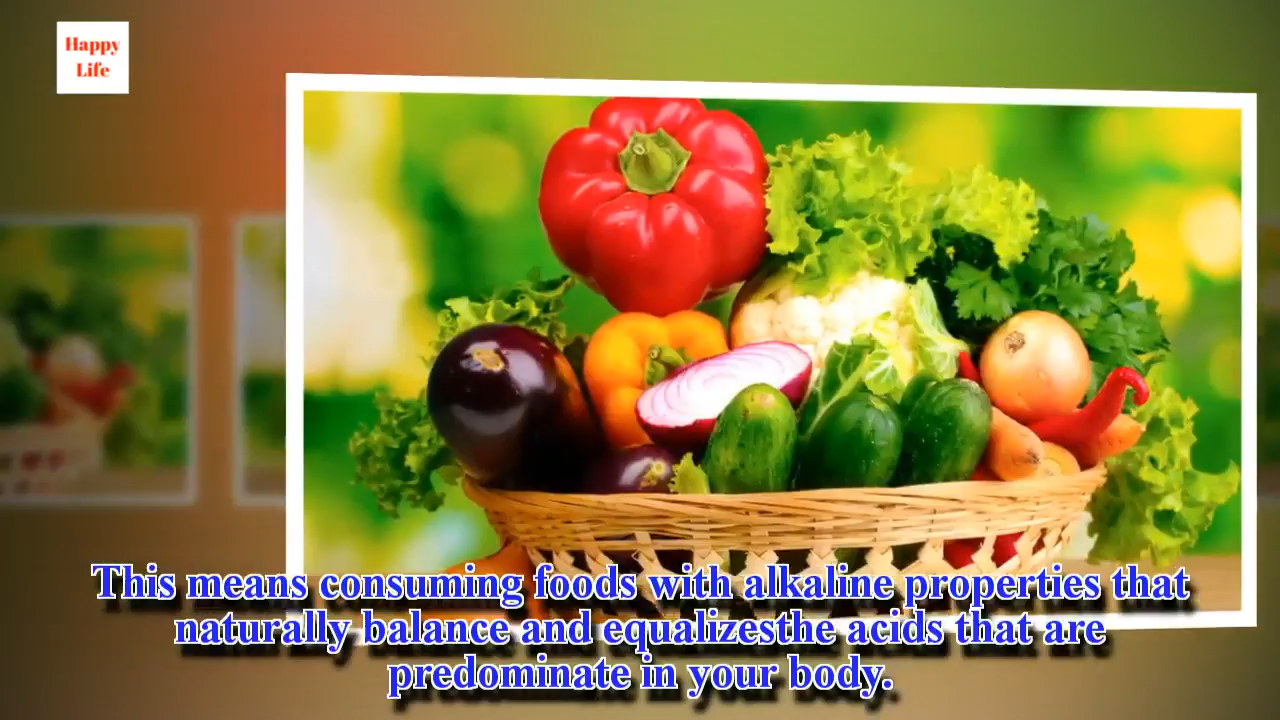 Happy
Life
This means consuming foods with alkaline properties that
naturally balance and equalizesthe acids that are
predominate in your body.